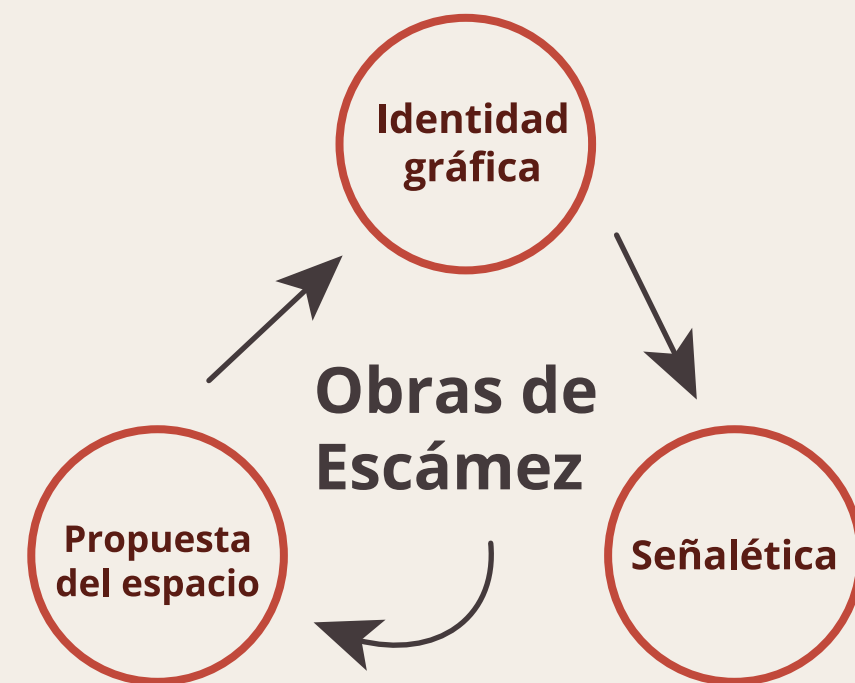 Identidad
gráfica
Obras de
Escámez
Propuesta
del espacio
Señalética